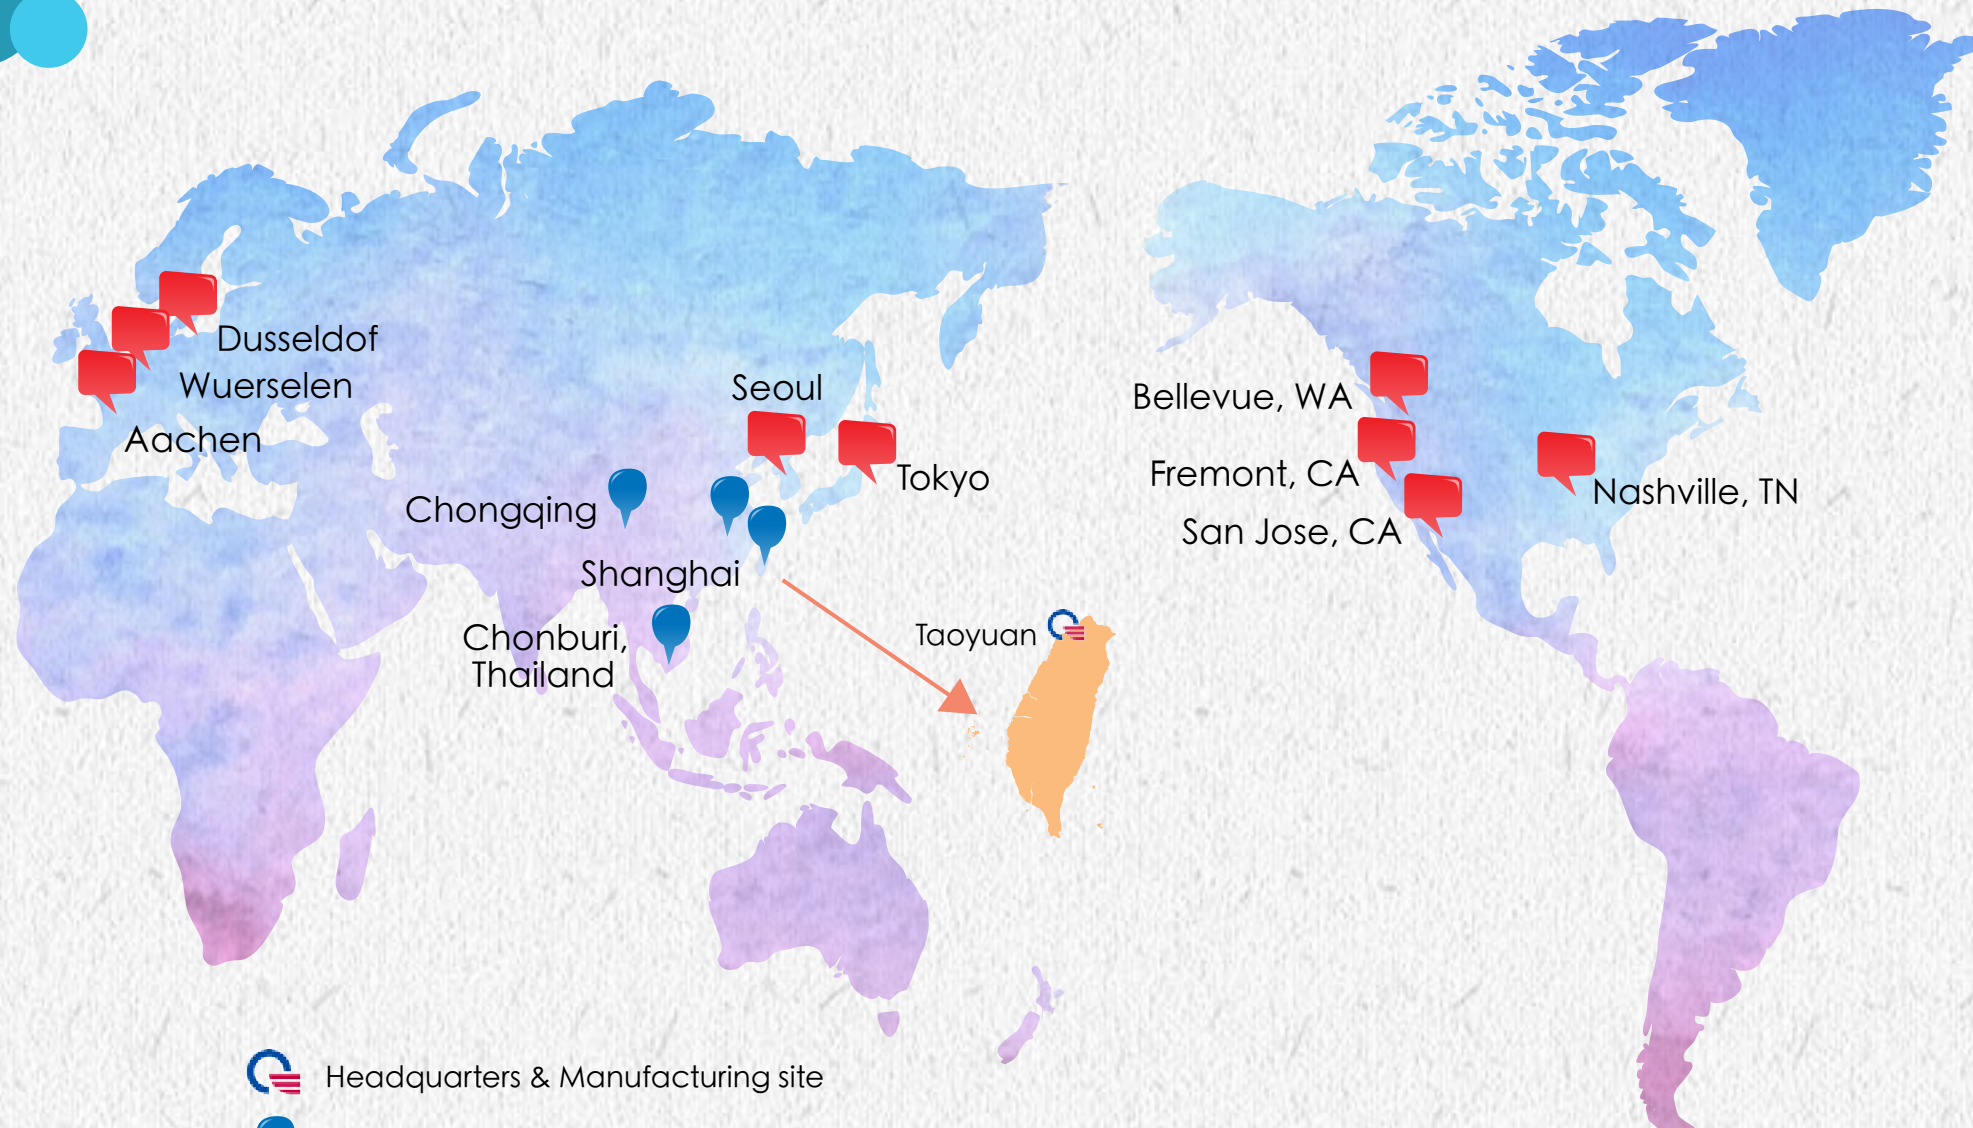 Dusseldof
Wuerselen
Aachen
Seoul
Tokyo
Chongqing
Shanghai
Chonburi,
Thailand
Taoyuan
Bellevue, WA
Fremont, CA
San Jose, CA
Nashville, TN
Headquarters & Manufacturing site